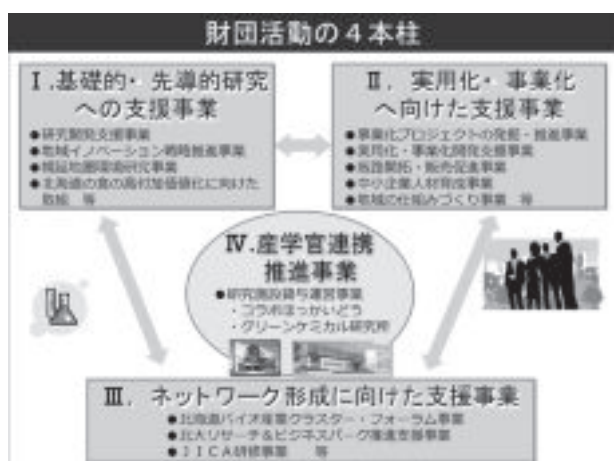 財団活動の4本柱
Ⅰ.基礎的・先導的研究
への支援事業
●研究開発支援事業
●地域イノベーション戦略推進事業
●北海道の食の高付加価値化に向けた
取組 等
Ⅱ. 実用化・事業化
へ向けた支援事業
●事業化プロジェクトの発掘・推進事業
●実用化・事業化開発支援事業
●販路開拓・販売促進事業
●中小企業人材育成事業
●地域の仕組みづくり事業 等
Ⅳ.産学官連携
推進事業
●研究施設貸与運営事業
・コラボほっかいどう
・グリーンケミカル研究所
Ⅲ. ネットワーク形成に向けた支援事業
●北海道バイオ産業クラスター・フォーラム事業
●北大リサーチ&ビジネスパーク推進支援事業
●JICA研修事業 等